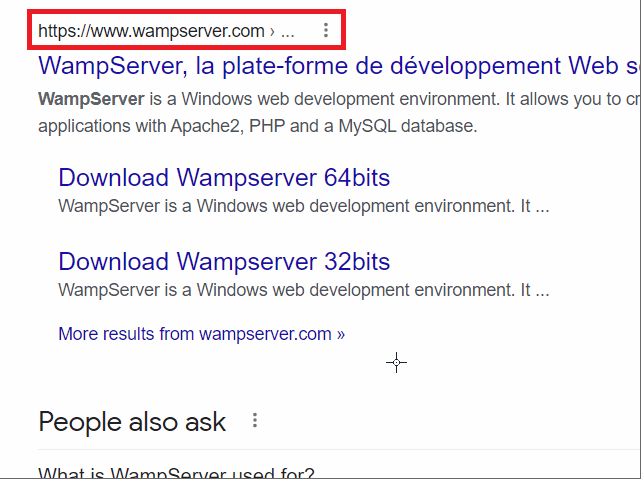 https://www.wampserver.com › ...
WampServer, la plate-forme de développement Web
WampServer is a Windows web development environment. It allows you to
applications with Apache2, PHP and a MySQL database.
Download Wampserver 64bits
WampServer is a Windows web development environment. It ...
Download Wampserver 32bits
WampServer is a Windows web development environment. It ...
More results from wampserver.com »
People also ask
What is WampServer used for?